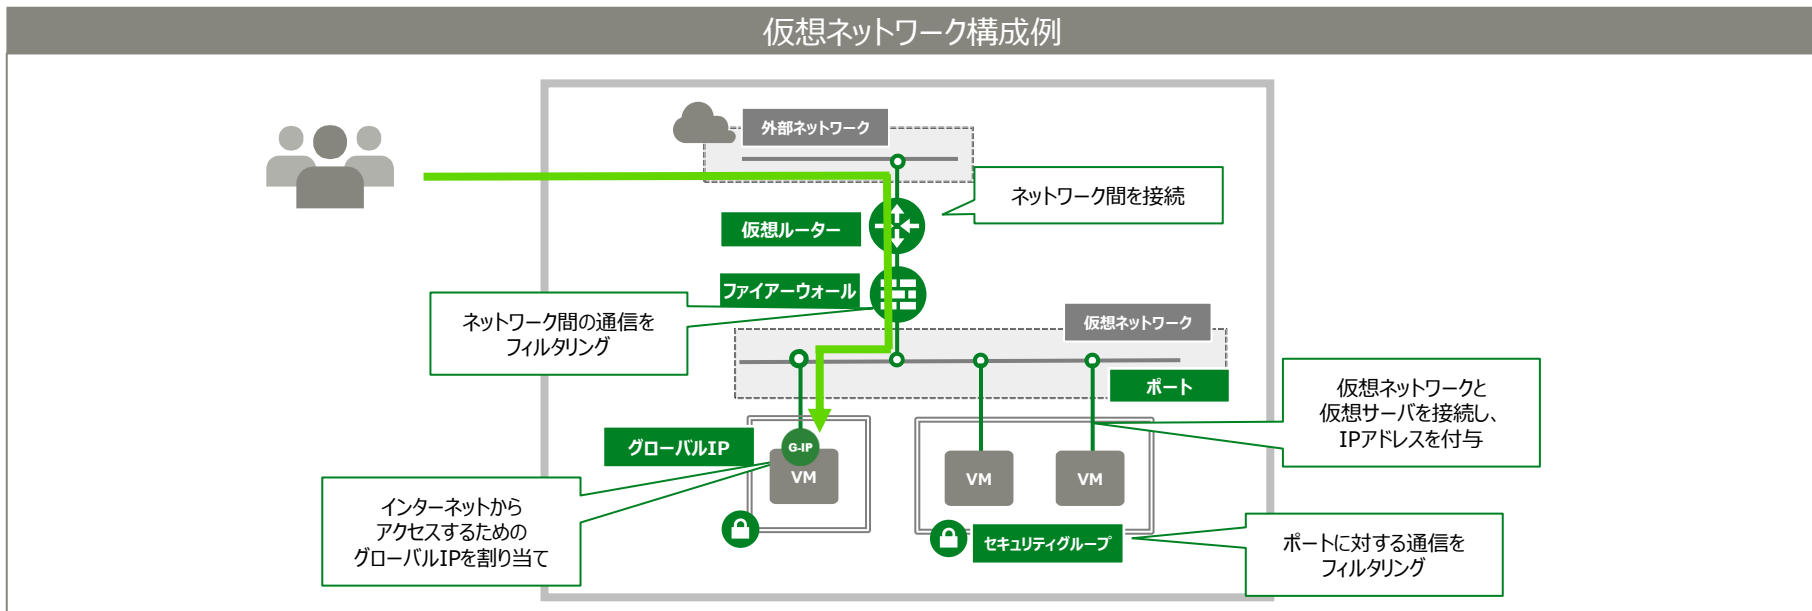 仮想ネットワーク構成例
外部ネットワーク
ネットワーク間を接続
仮想ルーター
ファイアーウォール
ネットワーク間の通信を
フィルタリング
仮想ネットワーク
ポート
仮想ネットワークと
仮想サーバを接続し、
IPアドレスを付与
グローバルIP
G-IP
VM
VM
VM
インターネットから
アクセスするための
グローバルIPを割り当て
セキュリティグループ
ポートに対する通信を
フィルタリング